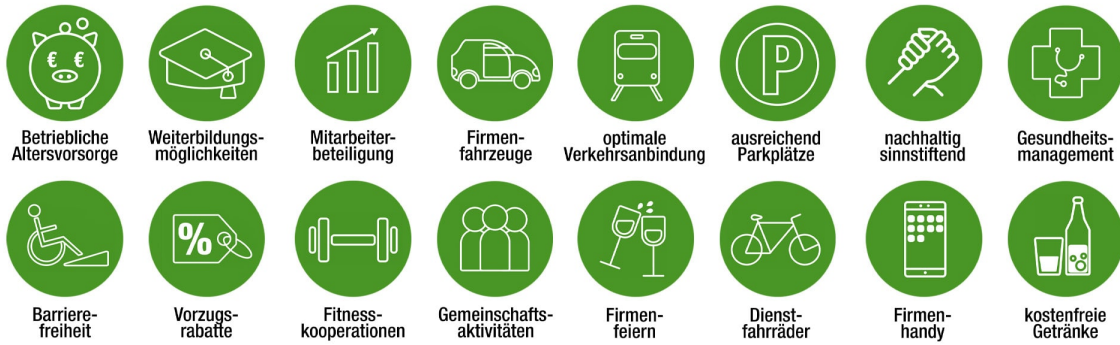 € €
P
Betriebliche
Altersvorsorge
Weiterbildungs-
möglichkeiten
Mitarbeiter-
beteiligung
Firmen-
fahrzeuge
optimale
Verkehrsanbindung
ausreichend
Parkplätze
nachhaltig
sinnstiftend
Gesundheits-
management
%
Barriere-
freiheit
Vorzugs-
rabatte
Fitness-
kooperationen
Gemeinschafts-
aktivitäten
Firmen-
feiern
Dienst-
fahrräder
Firmen-
handy
kostenfreie
Getränke